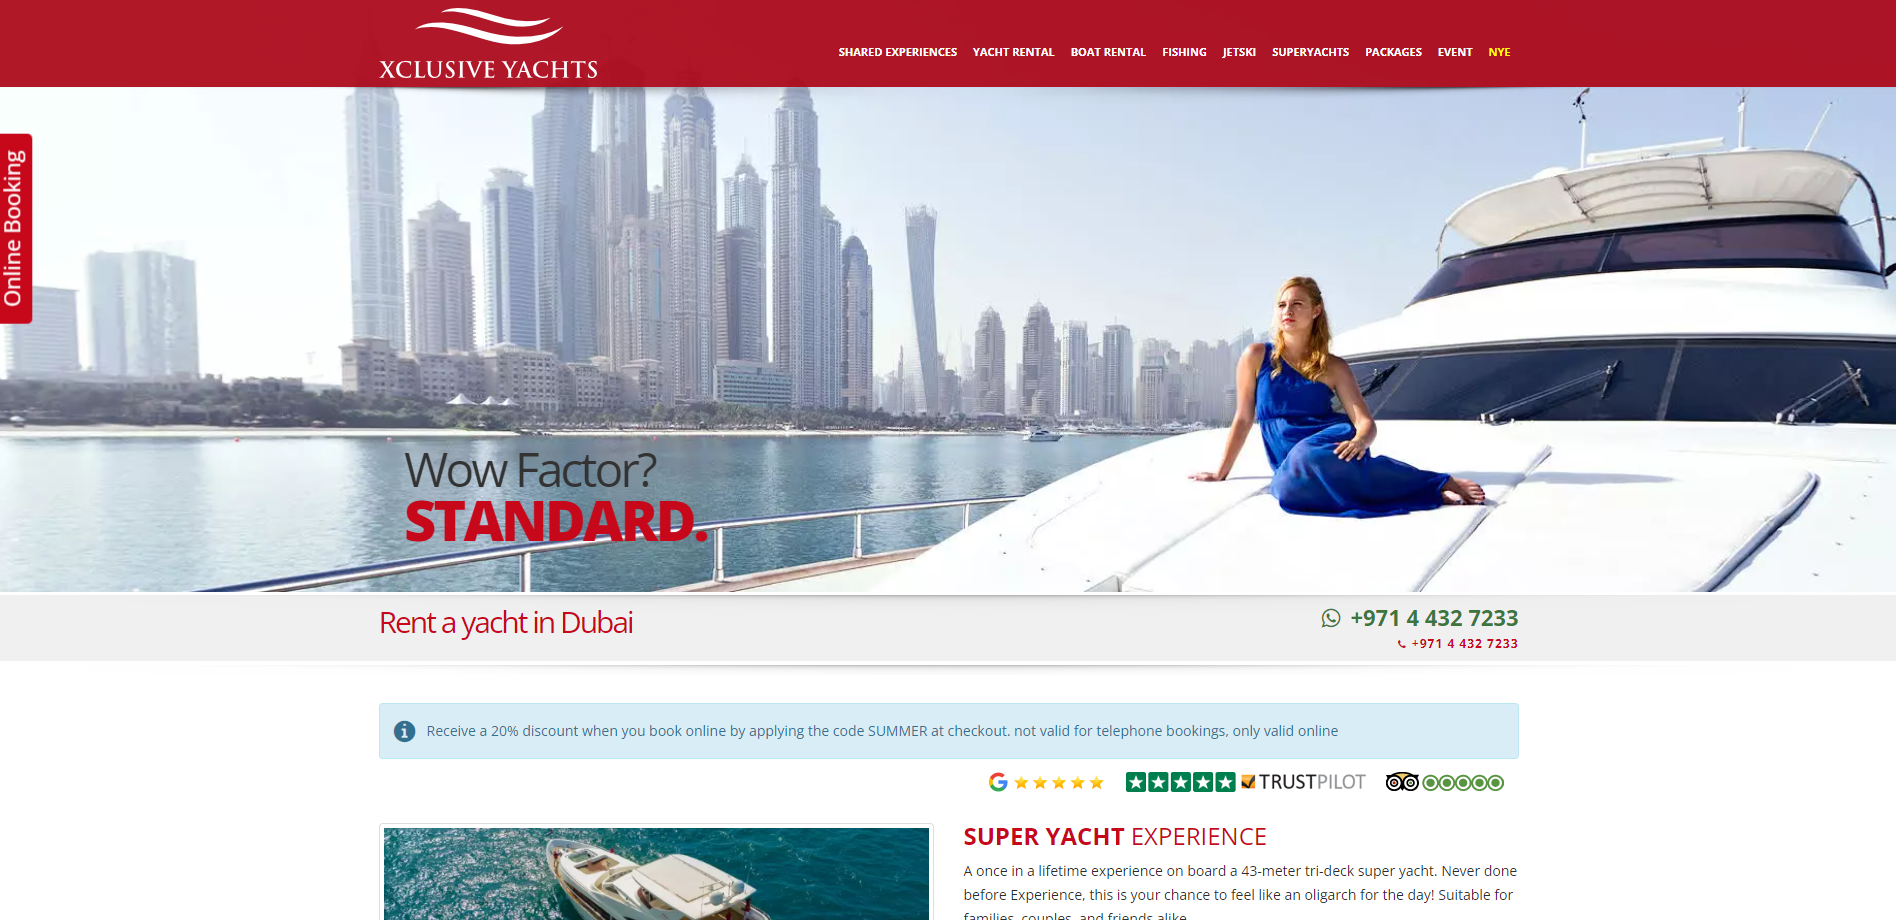 XCLUSIVE YACHTS
SHARED EXPERIENCES YACHT RENTAL BOAT RENTAL FISHING JETSKI SUPERYACHTS PACKAGES EVENT NYE
Online Booking
Wow Factor?
STANDARD.
Rent a yacht in Dubai
+971 4 432 7233
+971 4 432 7233
Receive a 20% discount when you book online by applying the code SUMMER at checkout. not valid for telephone bookings, only valid online
TRUSTPILOT
SUPER YACHT EXPERIENCE
A once in a lifetime experience on board a 43-meter tri-deck super yacht. Never done
before Experience, this is your chance to feel like an oligarch for the day! Suitable for
families, couples, and friends alike.